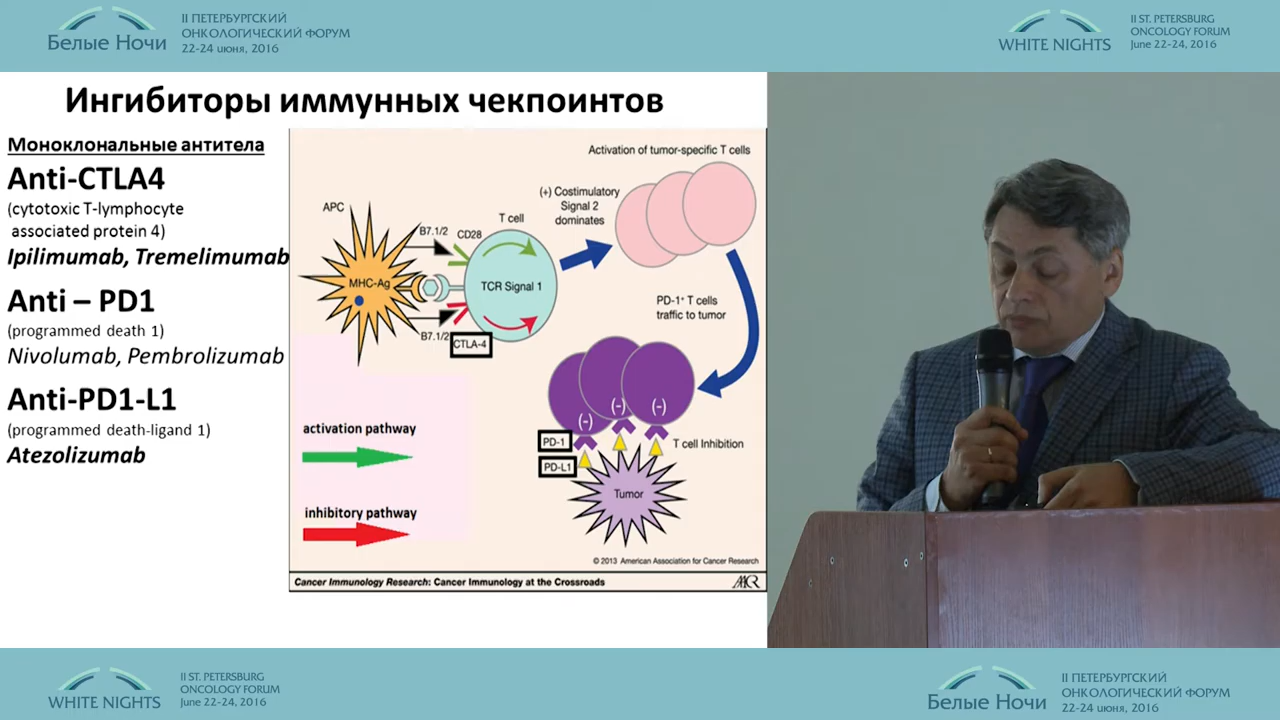 Белые Ночи
II ПЕТЕРБУРГСКИЙ
ОНКОЛОГИЧЕСКИЙ ФОРУМ
22-24 июня, 2016
WHITE NIGHTS
II ST. PETERSBURG
ONCOLOGY FORUM
June 22-24, 2016
Ингибиторы иммунных чекпоинтов
Моноклональные антитела
Anti-CTLA4
(cytotoxic T-lymphocyte
associated protein 4)
Ipilimumab, Tremelimumab
Anti – PD1
(programmed death 1)
Nivolumab, Pembrolizumab
Anti-PD1-L1
(programmed death-ligand 1)
Atezolizumab
Activation of tumor-specific T cells
(+) Costimulatory
Signal 2
dominates
APC
T cell
B7.1/2
CD28
MHC-Ag
TCR Signal 1
B7.1/2
CTLA-4
PD-1+ T cells
traffic to tumor
(-)
(-)
(-)
PD-1
T cell Inhibition
PD-L1
Tumor
activation pathway
inhibitory pathway
© 2013 American Association for Cancer Research
Cancer Immunology Research: Cancer Immunology at the Crossroads
AACR
WHITE NIGHTS
II ST. PETERSBURG
ONCOLOGY FORUM
June 22-24, 2016
Белые Ночи
II ПЕТЕРБУРГСКИЙ
ОНКОЛОГИЧЕСКИЙ ФОРУМ
22-24 июня, 2016